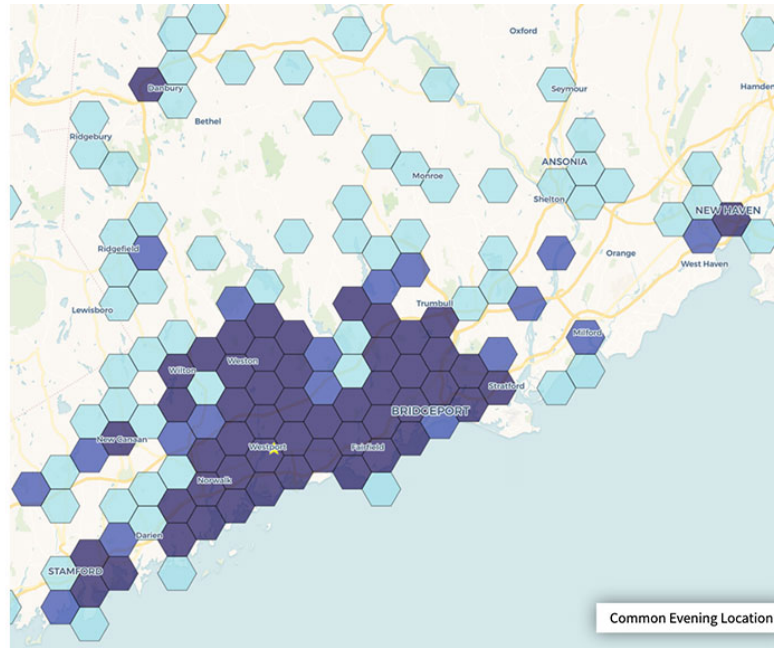 Oxford
Danbury
Seymour
Hamden
Bethel
Ridgebury
ANSONIA
Monroe
Shelton
NEW HAVEN
Ridgefield
Orange
West Haven
Lewisboro
Trumbull
Milford
Weston
Wilton
Stratford
BRIDGEPORT
New Canaan
Westport
Fairfield
Norwalk
Darien
STAMFORD
Common Evening Location